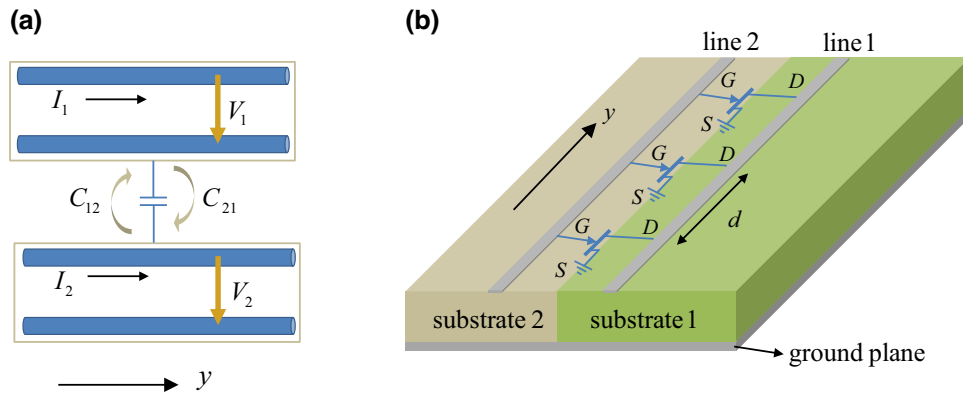 (a)
I₁
V₁
C₁₂
C₂₁
I₂
V₂
y
(b)
line 2
line 1
G
D
S
y
G
D
S
G
D
d
S
substrate 2
substrate 1
ground plane